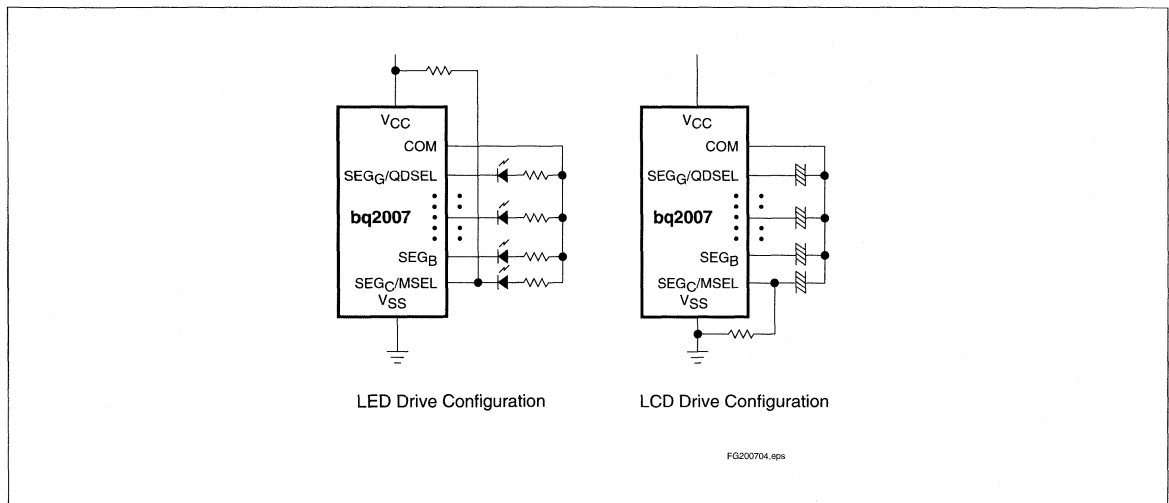 VCC
COM
SEGG/QDSEL
bq2007
SEGB
SEGC/MSEL
VSS
LED Drive Configuration
VCC
COM
SEGG/QDSEL
bq2007
SEGB
SEGC/MSEL
VSS
LCD Drive Configuration
FG200704.eps